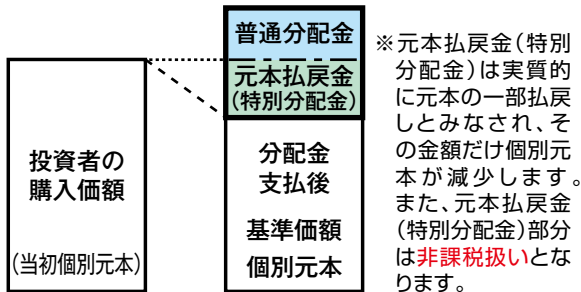 投資者の
購入価額
(当初個別元本)
普通分配金
元本払戻金
(特別分配金)
分配金
支払後
基準価額
個別元本
※元本払戻金(特別
分配金)は実質的
に元本の一部払戻
しとみなされ、そ
の金額だけ個別元
本が減少します。
また、元本払戻金
(特別分配金)部分
は非課税扱いとな
ります。